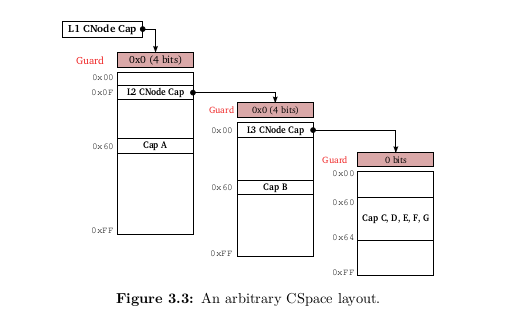 L1 CNode Cap
Guard 0x0 (4 bits)
0x00
0x0F L2 CNode Cap
0x60 Cap A
0xFF
Guard 0x0 (4 bits)
0x00 L3 CNode Cap
0x60 Cap B
0xFF
Guard 0 bits
0x00
0x60
Cap C, D, E, F, G
0x64
0xFF
Figure 3.3: An arbitrary CSpace layout.